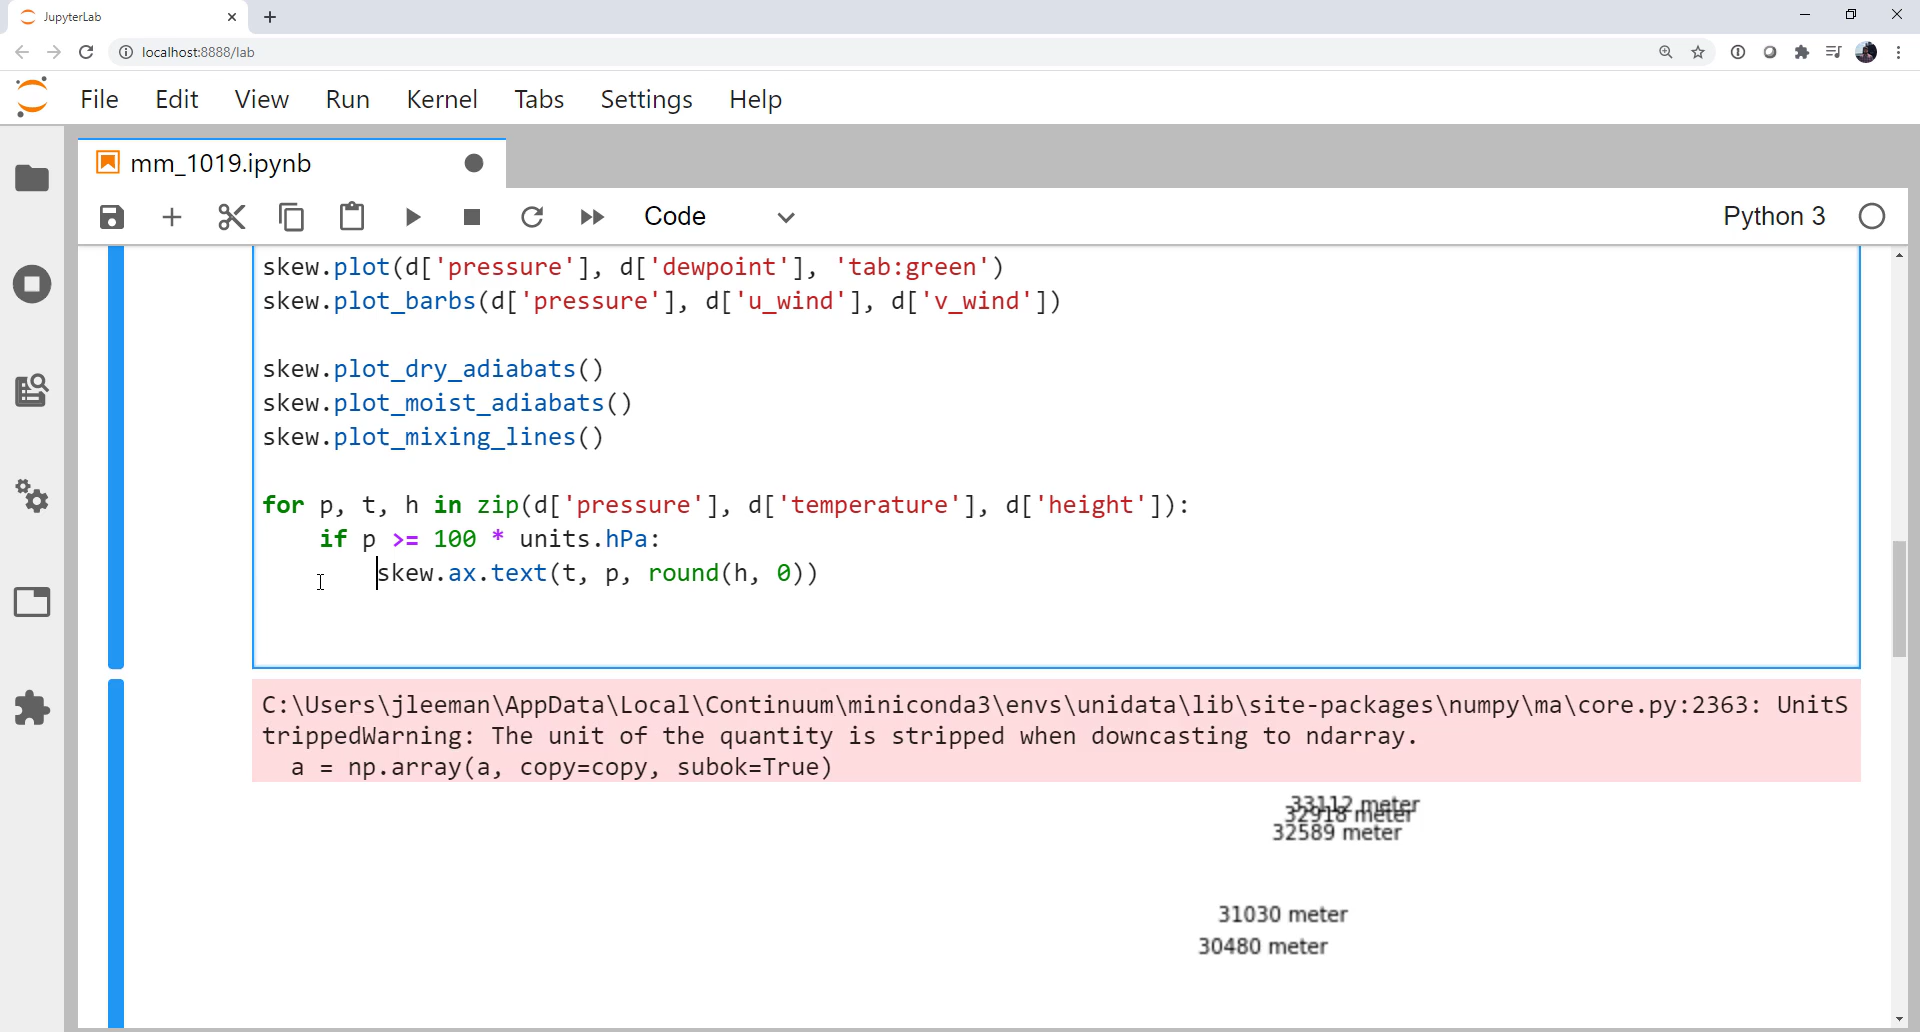 JupyterLab
localhost:8888/lab
File Edit View Run Kernel Tabs Settings Help
mm_1019.ipynb
Code
Python 3
skew.plot(d['pressure'], d['dewpoint'], 'tab:green')
skew.plot_barbs(d['pressure'], d['u_wind'], d['v_wind'])
skew.plot_dry_adiabats()
skew.plot_moist_adiabats()
skew.plot_mixing_lines()
for p, t, h in zip(d['pressure'], d['temperature'], d['height']):
    if p >= 100 * units.hPa:
        skew.ax.text(t, p, round(h, 0))
C:\Users\jleeman\AppData\Local\Continuum\miniconda3\envs\unidata\lib\site-packages\numpy\ma\core.py:2363: UnitS
trippedWarning: The unit of the quantity is stripped when downcasting to ndarray.
  a = np.array(a, copy=copy, subok=True)
33112 meter
32918 meter
32589 meter
31030 meter
30480 meter